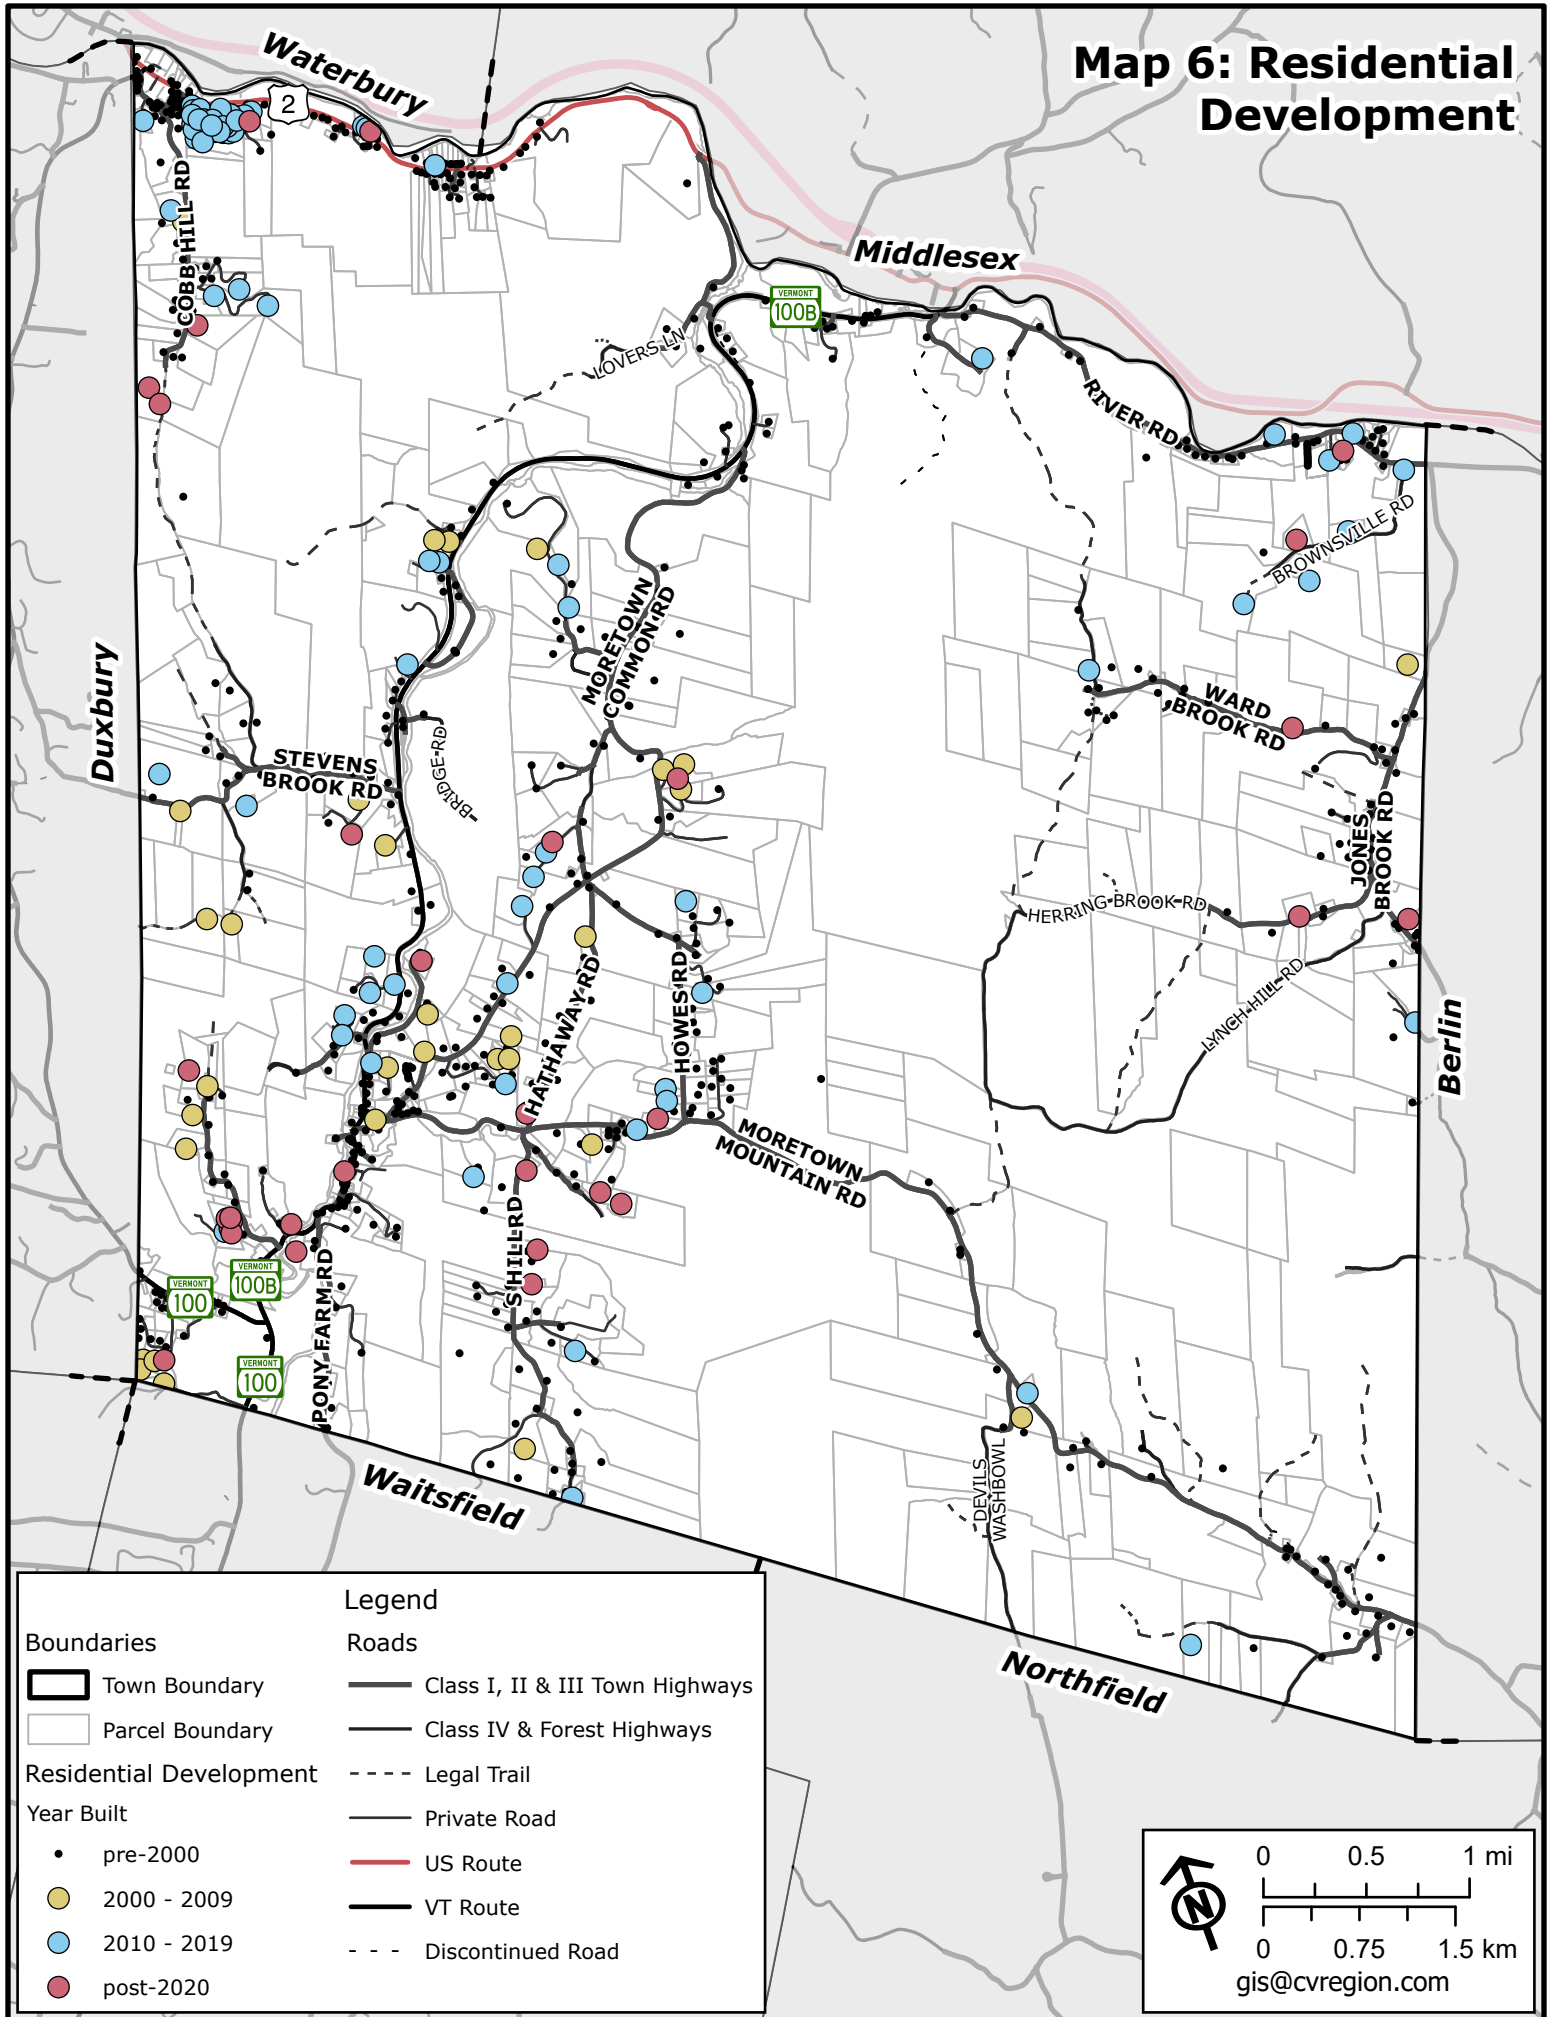 Map 6: Residential
Development
Waterbury
2
Middlesex
VERMONT
100B
COBB HILL RD
LOVERS LN
RIVER RD
BROWNSVILLE RD
MORETOWN
COMMON RD
Duxbury
WARD
BROOK RD
STEVENS
BROOK RD
BRIDGE RD
JONES
BROOK RD
HERRING BROOK RD
LYNCH HILL RD
HATHAWAY RD
HOWES RD
Berlin
MORETOWN
MOUNTAIN RD
S HILL RD
PONY FARM RD
VERMONT
100B
VERMONT
100
VERMONT
100
DEVILS
WASHBOWL
Waitsfield
Northfield
Legend
Boundaries
Town Boundary
Parcel Boundary
Residential Development
Year Built
pre-2000
2000 - 2009
2010 - 2019
post-2020
Roads
Class I, II & III Town Highways
Class IV & Forest Highways
Legal Trail
Private Road
US Route
VT Route
Discontinued Road
N
0 0.5 1 mi
0 0.75 1.5 km
gis@cvregion.com